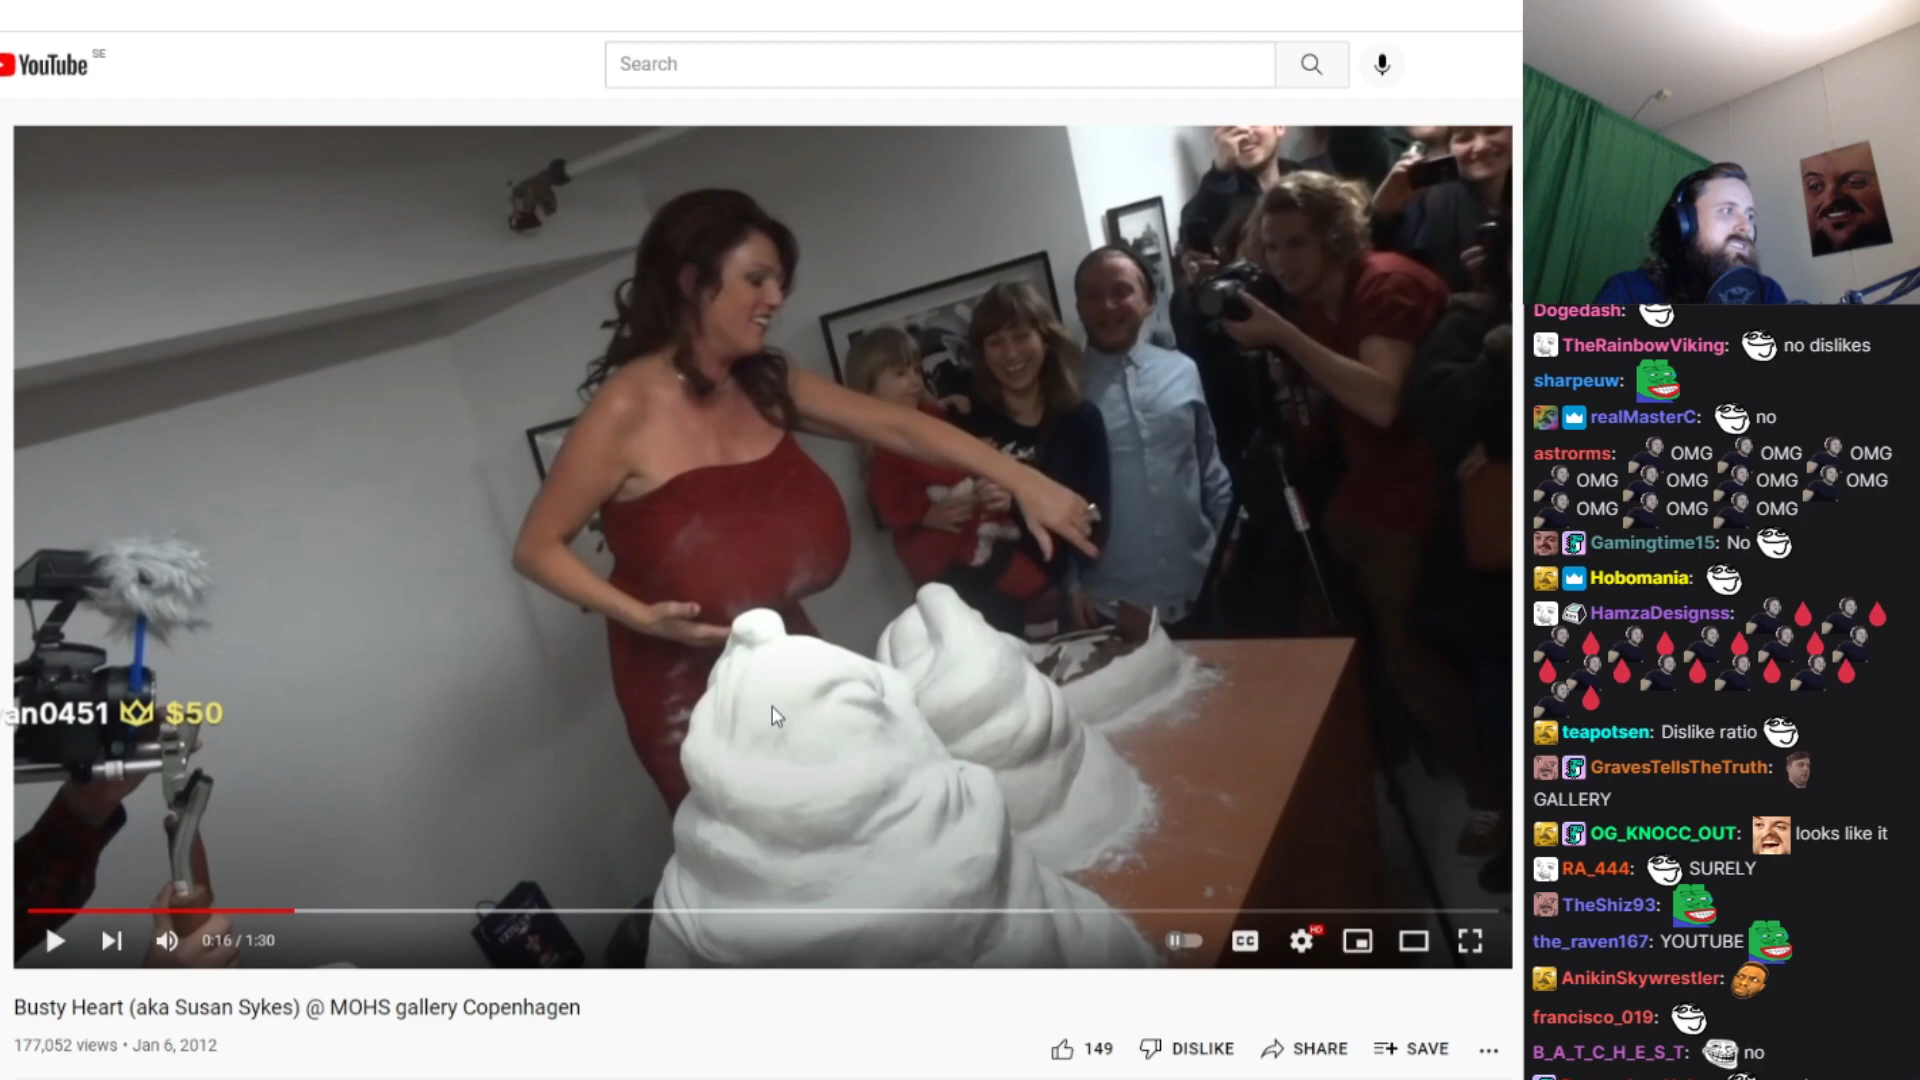 YouTube SE
Search
an0451 $50
0:16 / 1:30
CC
HD
Busty Heart (aka Susan Sykes) @ MOHS gallery Copenhagen
177,052 views • Jan 6, 2012
149 DISLIKE SHARE SAVE
Dogedash:
TheRainbowViking: no dislikes
sharpeuw:
realMasterC: no
astrorms: OMG OMG OMG
OMG OMG OMG OMG
OMG OMG OMG
Gamingtime15: No
Hobomania:
HamzaDesignss:
teapotsen: Dislike ratio
GravesTellsTheTruth:
GALLERY
OG_KNOCC_OUT: looks like it
RA_444: SURELY
TheShiz93:
the_raven167: YOUTUBE
AnikinSkywrestler:
francisco_019:
B_A_T_C_H_E_S_T: no